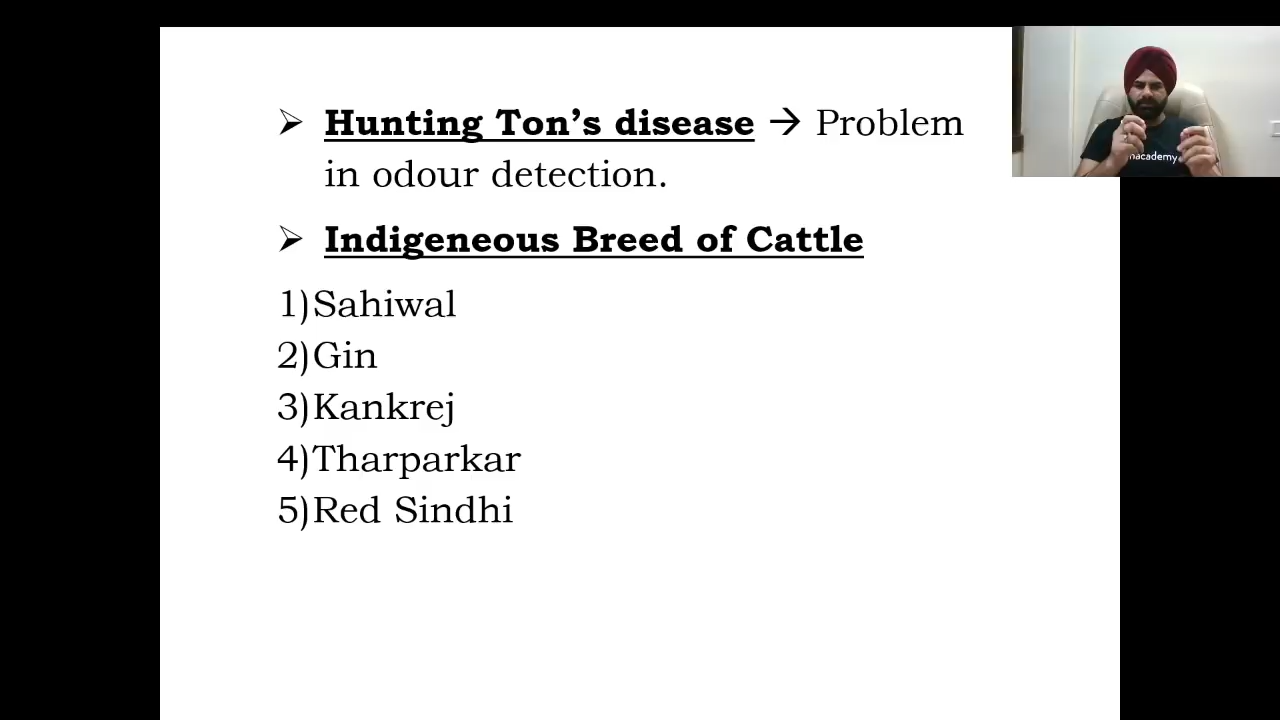 ➢ Hunting Ton's disease → Problem
in odour detection.
➢ Indigeneous Breed of Cattle
1)Sahiwal
2)Gin
3)Kankrej
4)Tharparkar
5)Red Sindhi
nacademy